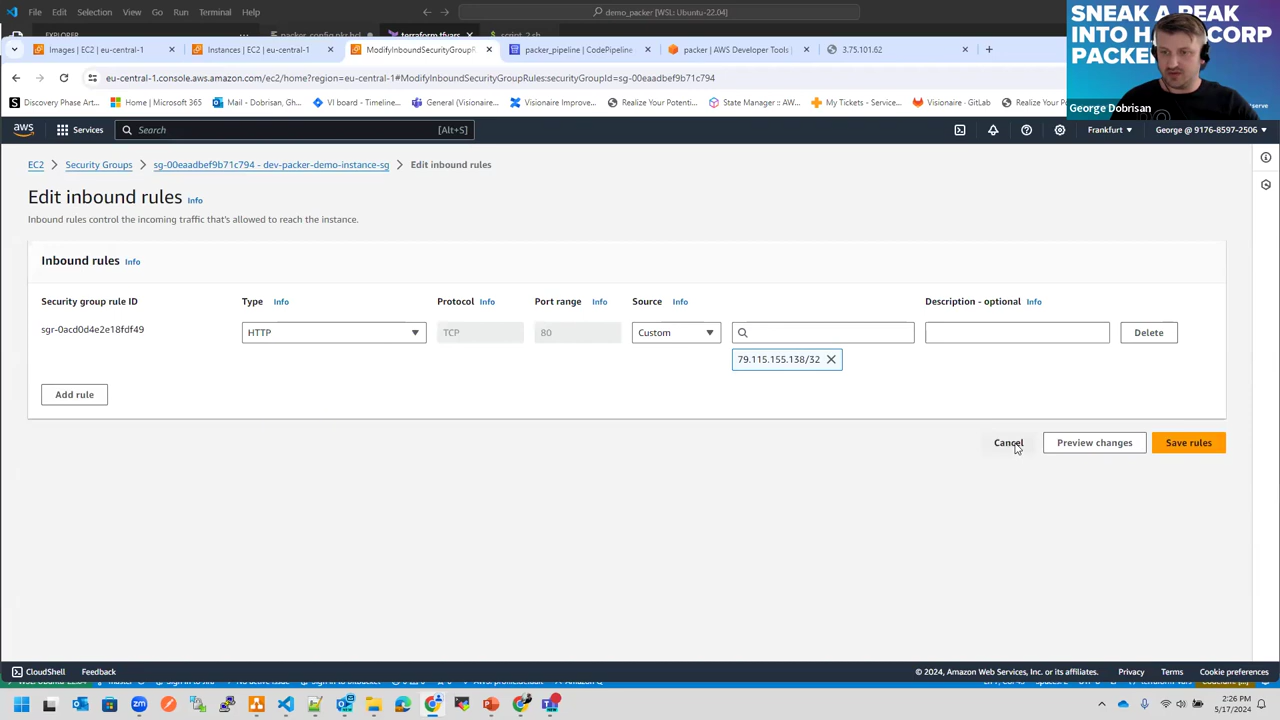 File Edit Selection View Go Run Terminal Help demo_packer [WSL: Ubuntu-22.04]
terraform.tfvars
Images | EC2 | eu-central-1
Instances | EC2 | eu-central-1
ModifyInboundSecurityGroupR
packer_pipeline | CodePipeline
packer | AWS Developer Tools
3.75.101.62
eu-central-1.console.aws.amazon.com/ec2/home?region=eu-central-1#ModifyInboundSecurityGroupRules:securityGroupId=sg-00eaadbef9b71c794
Discovery Phase Art...
Home | Microsoft 365
Mail - Dobrisan, Gh...
VI board - Timeline...
General (Visionaire...
Visionaire Improve...
Realize Your Potenti...
State Manager :: AW...
My Tickets - Service...
Visionaire · GitLab
Realize Your Poten
SNEAK A PEAK
INTO HA CORP
PACKE
George Dobrisan
aws Services Search [Alt+S] Frankfurt George @ 9176-8597-2506
EC2 Security Groups sg-00eaadbef9b71c794 - dev-packer-demo-instance-sg Edit inbound rules
Edit inbound rules Info
Inbound rules control the incoming traffic that's allowed to reach the instance.
Inbound rules Info
Security group rule ID Type Info Protocol Info Port range Info Source Info Description - optional Info
sgr-0acd0d4e2e18fdf49 HTTP TCP 80 Custom Delete
79.115.155.138/32
Add rule
Cancel Preview changes Save rules
CloudShell Feedback © 2024, Amazon Web Services, Inc. or its affiliates. Privacy Terms Cookie preferences
2:26 PM
5/17/2024